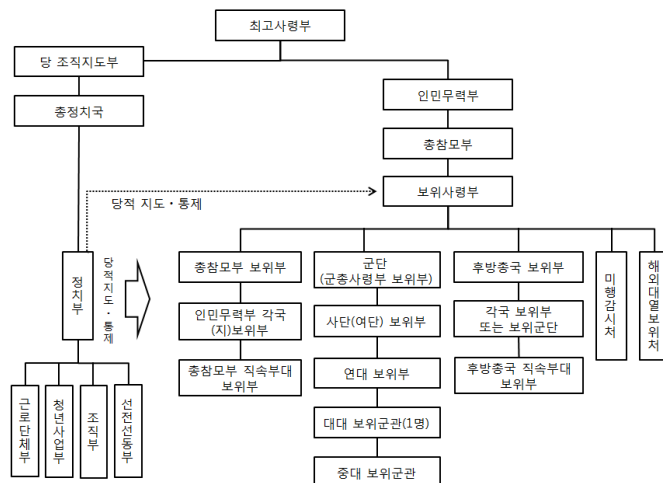 최고사령부
당 조직지도부
총정치국
인민무력부
총참모부
보위사령부
당적 지도・통제
정치부
당적지도・통제
근로단체부
청년사업부
조직부
선전선동부
총참모부 보위부
인민무력부 각국
(지)보위부
총참모부 직속부대
보위부
군단
(군종사령부 보위부)
사단(여단) 보위부
연대 보위부
대대 보위군관(1명)
중대 보위군관
후방총국 보위부
각국 보위부
또는 보위군단
후방총국 직속부대
보위부
미행감시처
해외대열보위처